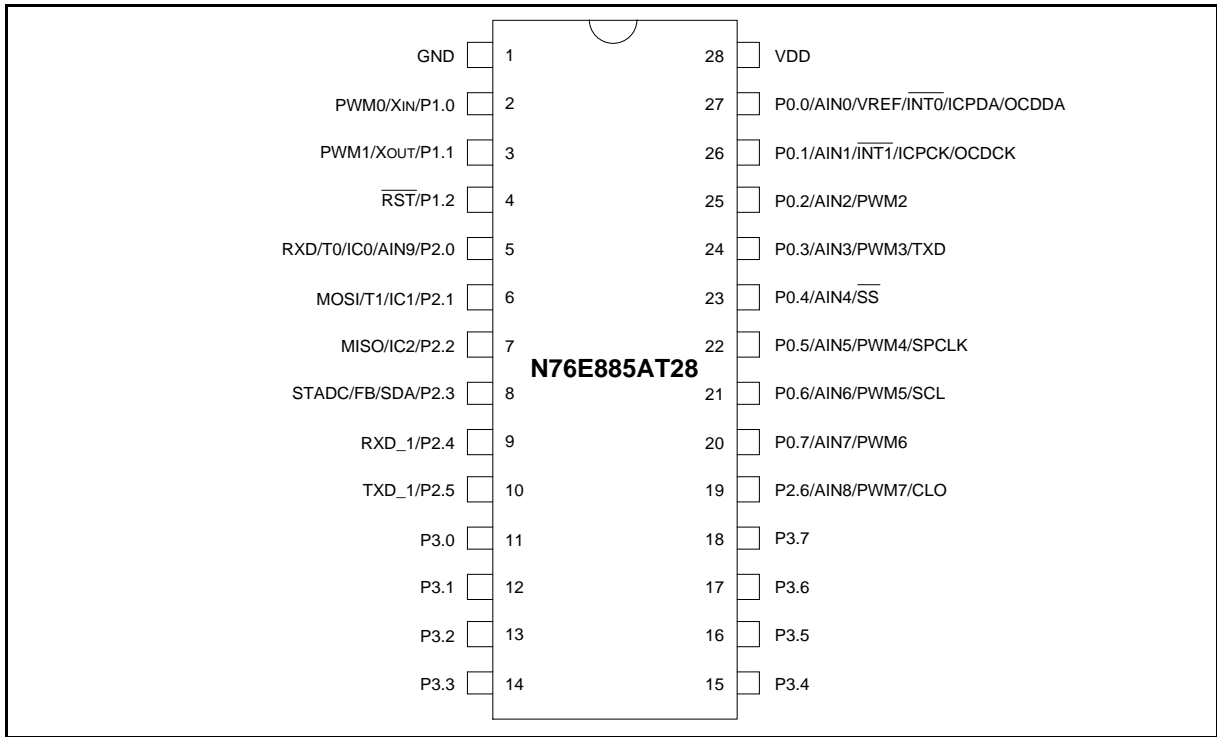 GND 1 28 VDD
PWM0/XIN/P1.0 2 27 P0.0/AIN0/VREF/I̅N̅T̅0̅/ICPDA/OCDDA
PWM1/XOUT/P1.1 3 26 P0.1/AIN1/I̅N̅T̅1̅/ICPCK/OCDCK
R̅S̅T̅/P1.2 4 25 P0.2/AIN2/PWM2
RXD/T0/IC0/AIN9/P2.0 5 24 P0.3/AIN3/PWM3/TXD
MOSI/T1/IC1/P2.1 6 23 P0.4/AIN4/S̅S̅
MISO/IC2/P2.2 7 22 P0.5/AIN5/PWM4/SPCLK
N76E885AT28
STADC/FB/SDA/P2.3 8 21 P0.6/AIN6/PWM5/SCL
RXD_1/P2.4 9 20 P0.7/AIN7/PWM6
TXD_1/P2.5 10 19 P2.6/AIN8/PWM7/CLO
P3.0 11 18 P3.7
P3.1 12 17 P3.6
P3.2 13 16 P3.5
P3.3 14 15 P3.4